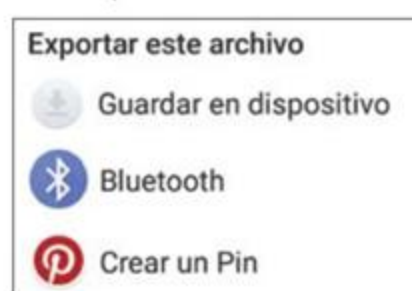 Exportar este archivo
Guardar en dispositivo
Bluetooth
Crear un Pin